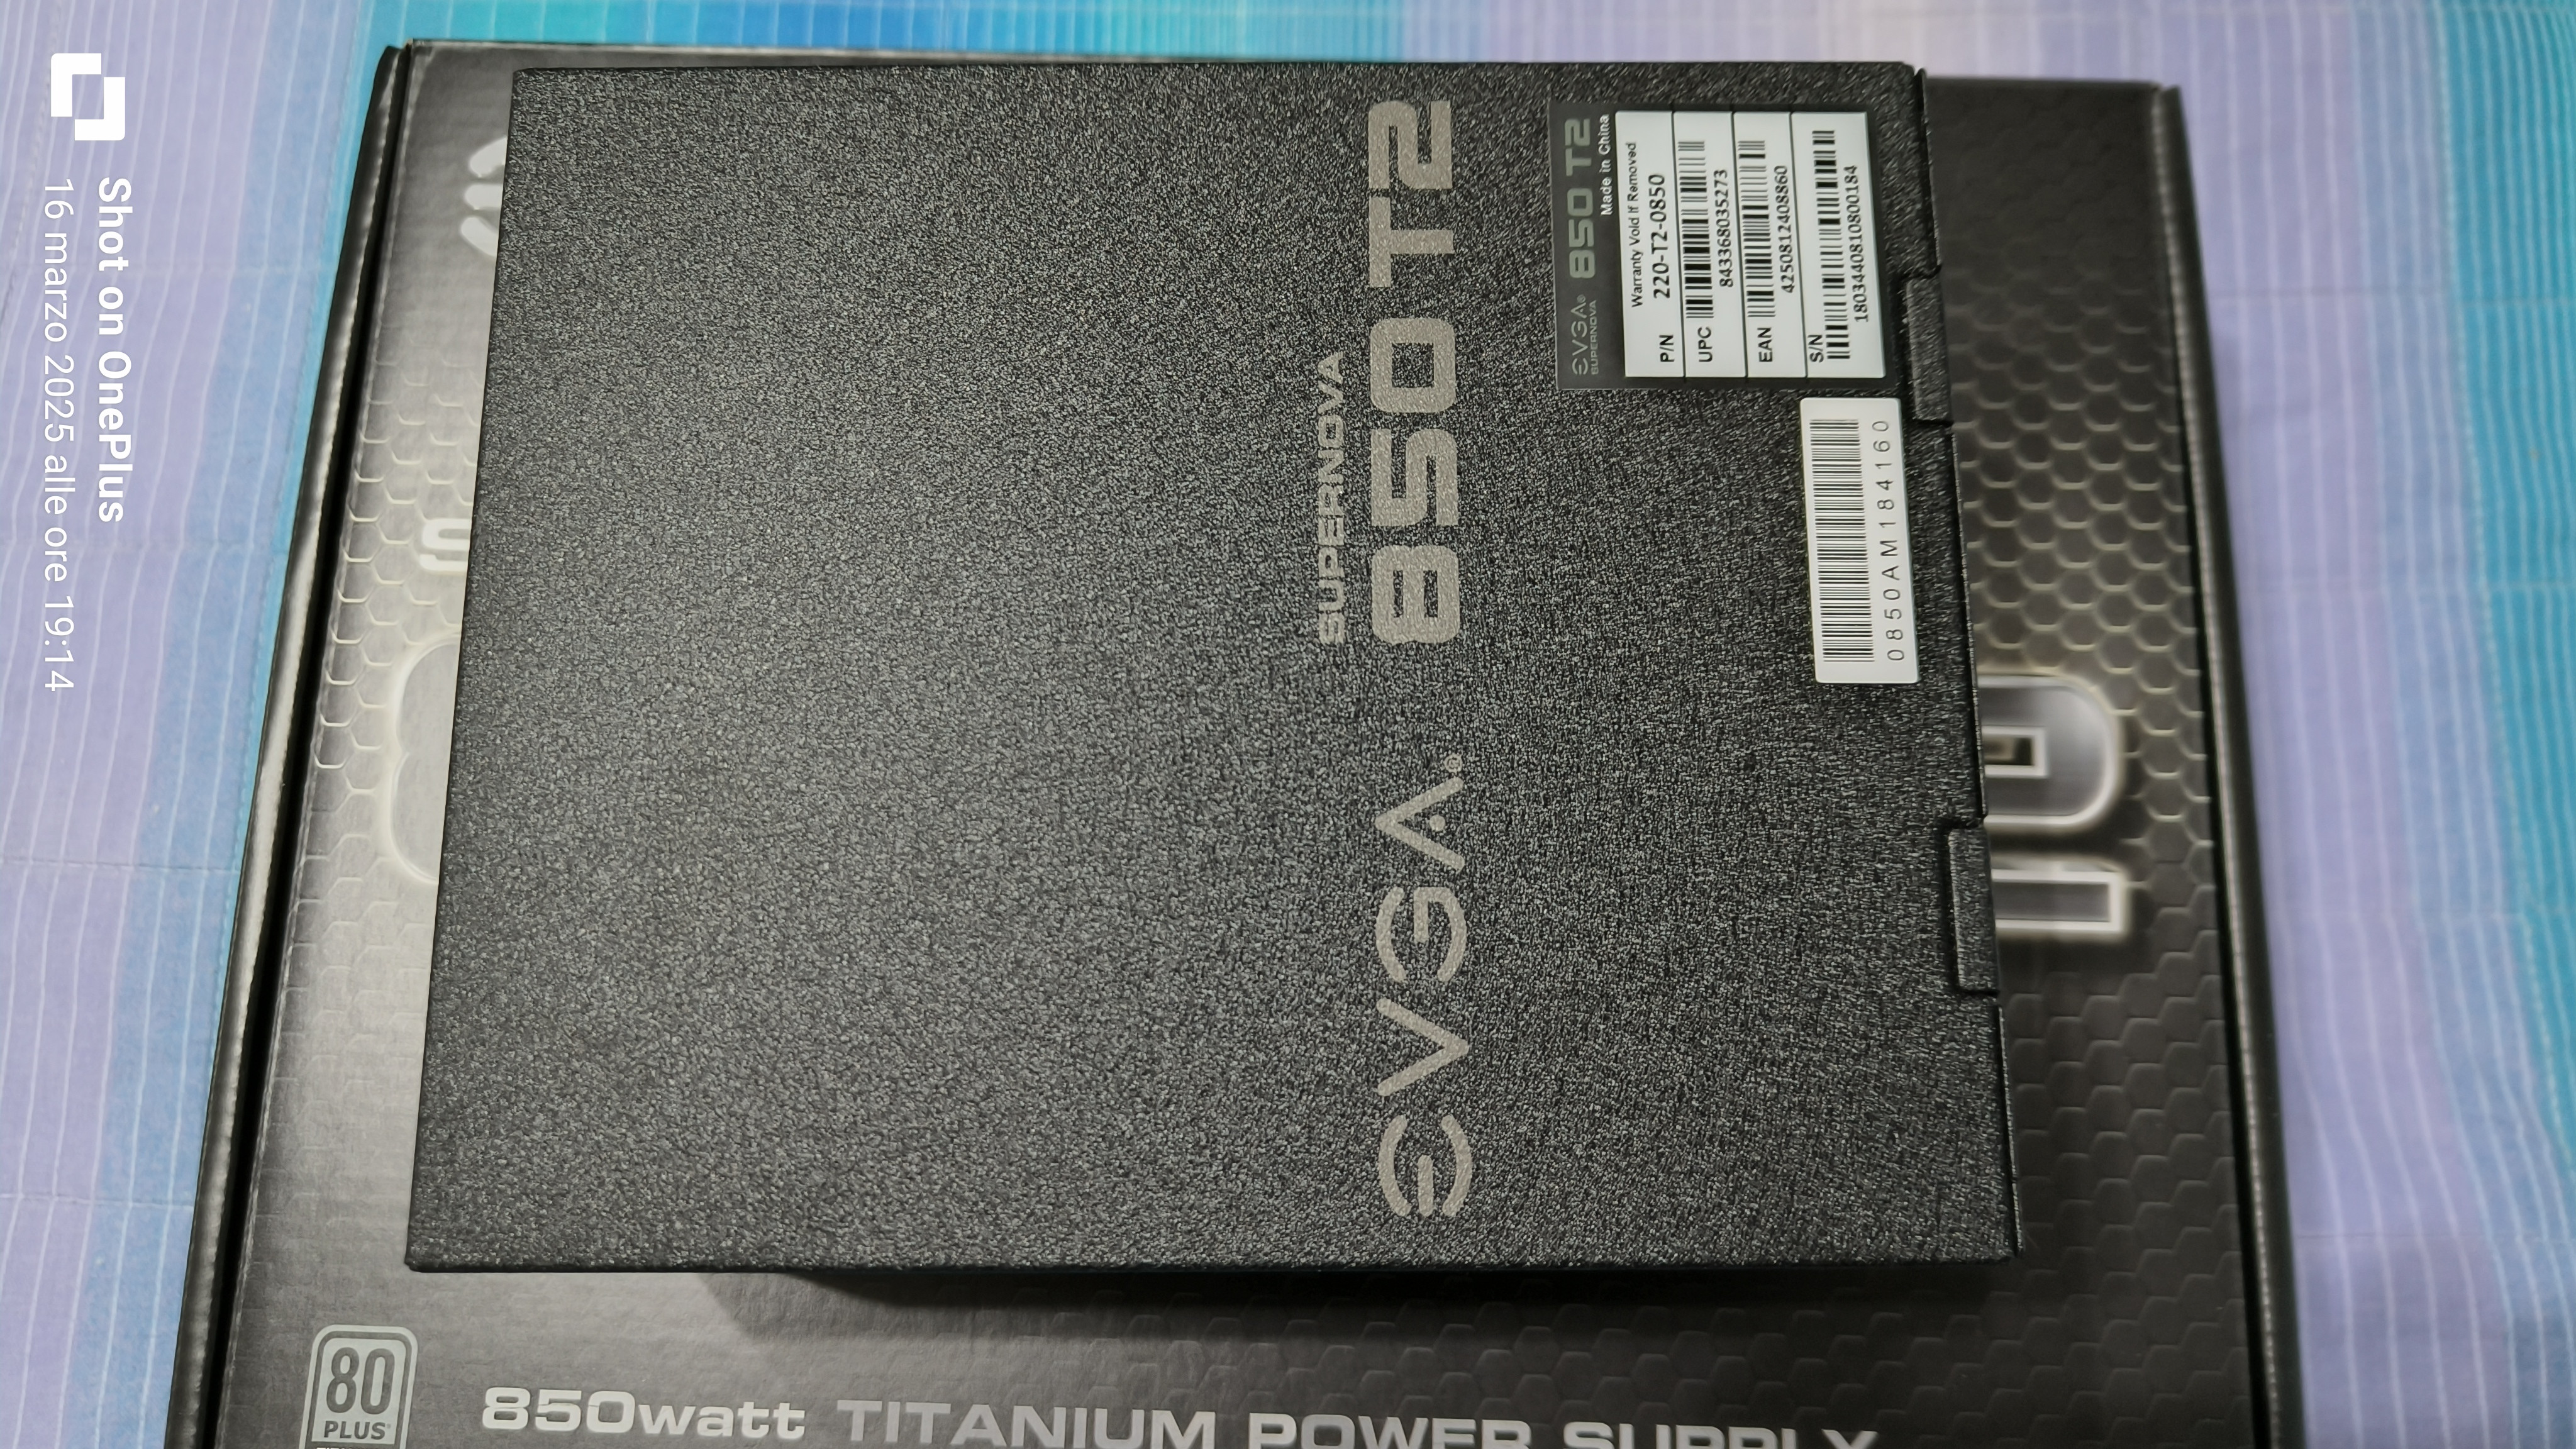 Shot on OnePlus
16 marzo 2025 alle ore 19:14
EVGA®
SUPERNOVA
850 T2
EVGA®
SUPERNOVA
850 T2
Made in China
Warranty Void If Removed
P/N 220-T2-0850
UPC
843368035273
EAN
4250812408860
S/N
1803440810800184
0850AM184160
80
PLUS
850watt TITANIUM POWER SUPPLY